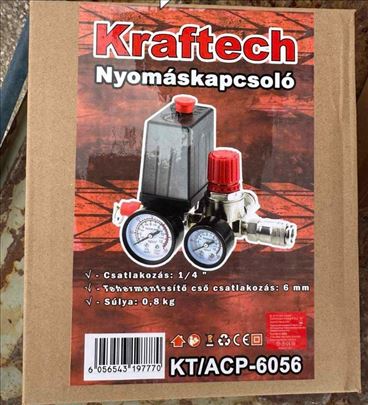 Kraftech
Nyomáskapcsoló
√ - Csatlakozás: 1/4 "
√ - Tehermentesítő cső csatlakozás: 6 mm
√ - Súlya: 0,8 kg
6 056543 197770
KT/ACP-6056